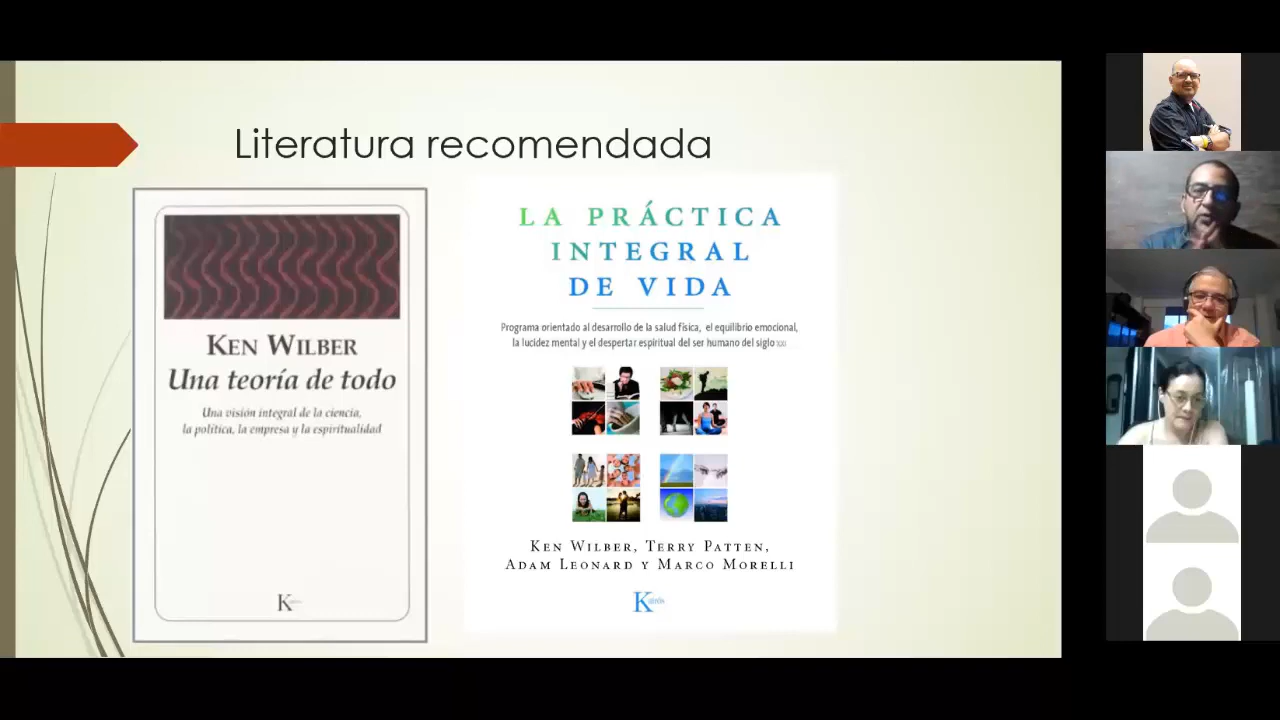 Literatura recomendada
KEN WILBER
Una teoría de todo
Una visión integral de la ciencia,
la política, la empresa y la espiritualidad
K
LA PRÁCTICA
INTEGRAL
DE VIDA
Programa orientado al desarrollo de la salud física, el equilibrio emocional,
la lucidez mental y el despertar espiritual del ser humano del siglo XXI
KEN WILBER, TERRY PATTEN,
ADAM LEONARD Y MARCO MORELLI
Kairós